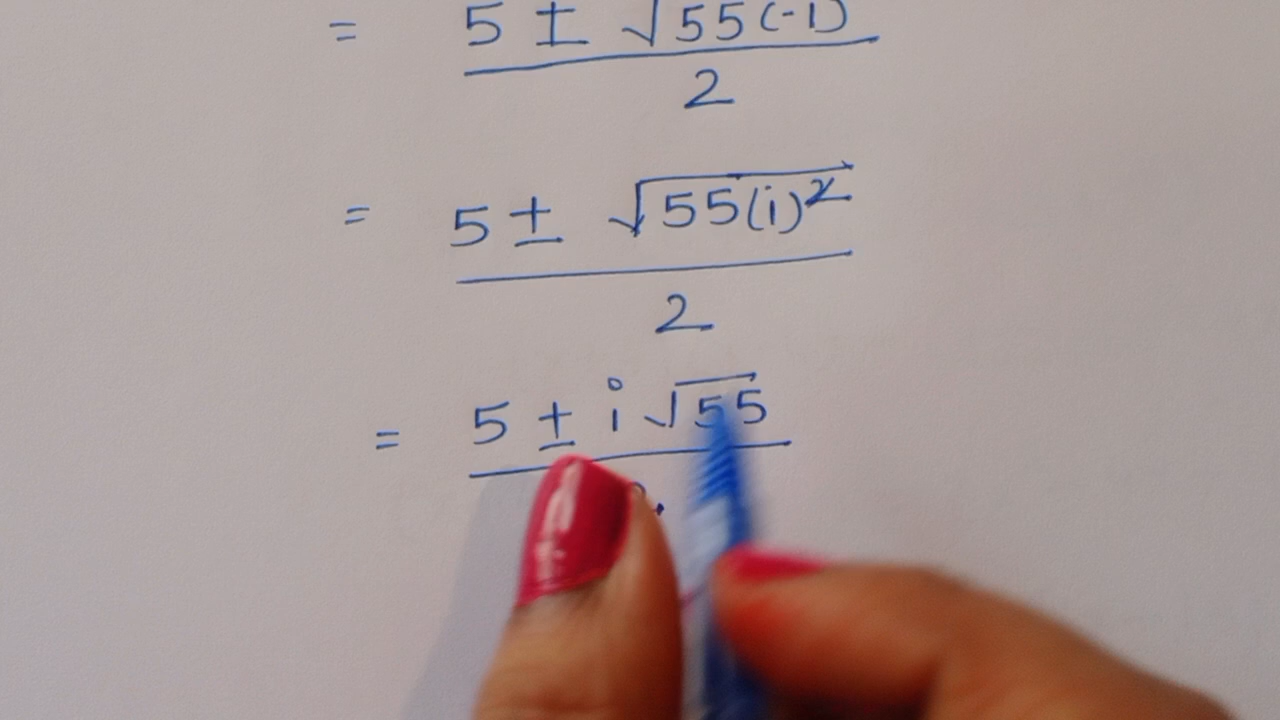 = 5 ± √55(-1)
2
= 5 ± √55(i)²
2
= 5 ± i√55